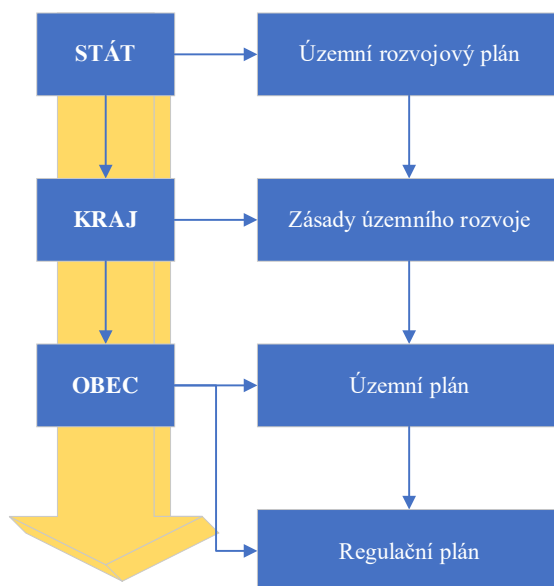 STÁT
Územní rozvojový plán
KRAJ
Zásady územního rozvoje
OBEC
Územní plán
Regulační plán